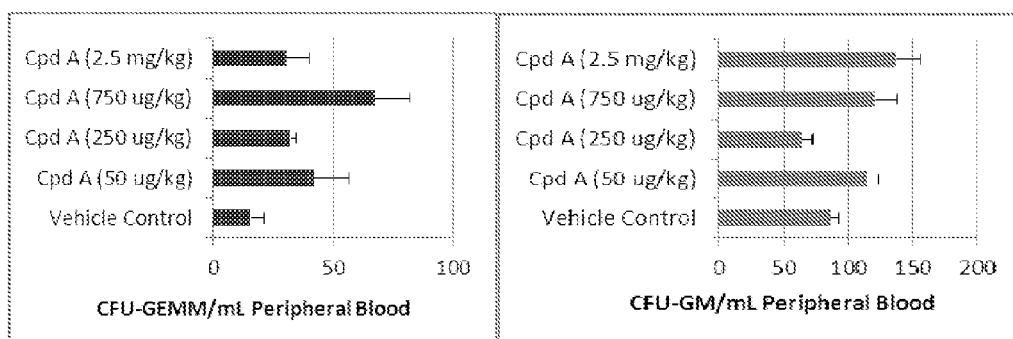 Cpd A (2.5 mg/kg)
Cpd A (750 ug/kg)
Cpd A (250 ug/kg)
Cpd A (50 ug/kg)
Vehicle Control
0 50 100
CFU-GEMM/mL Peripheral Blood
Cpd A (2.5 mg/kg)
Cpd A (750 ug/kg)
Cpd A (250 ug/kg)
Cpd A (50 ug/kg)
Vehicle Control
0 50 100 150 200
CFU-GM/mL Peripheral Blood